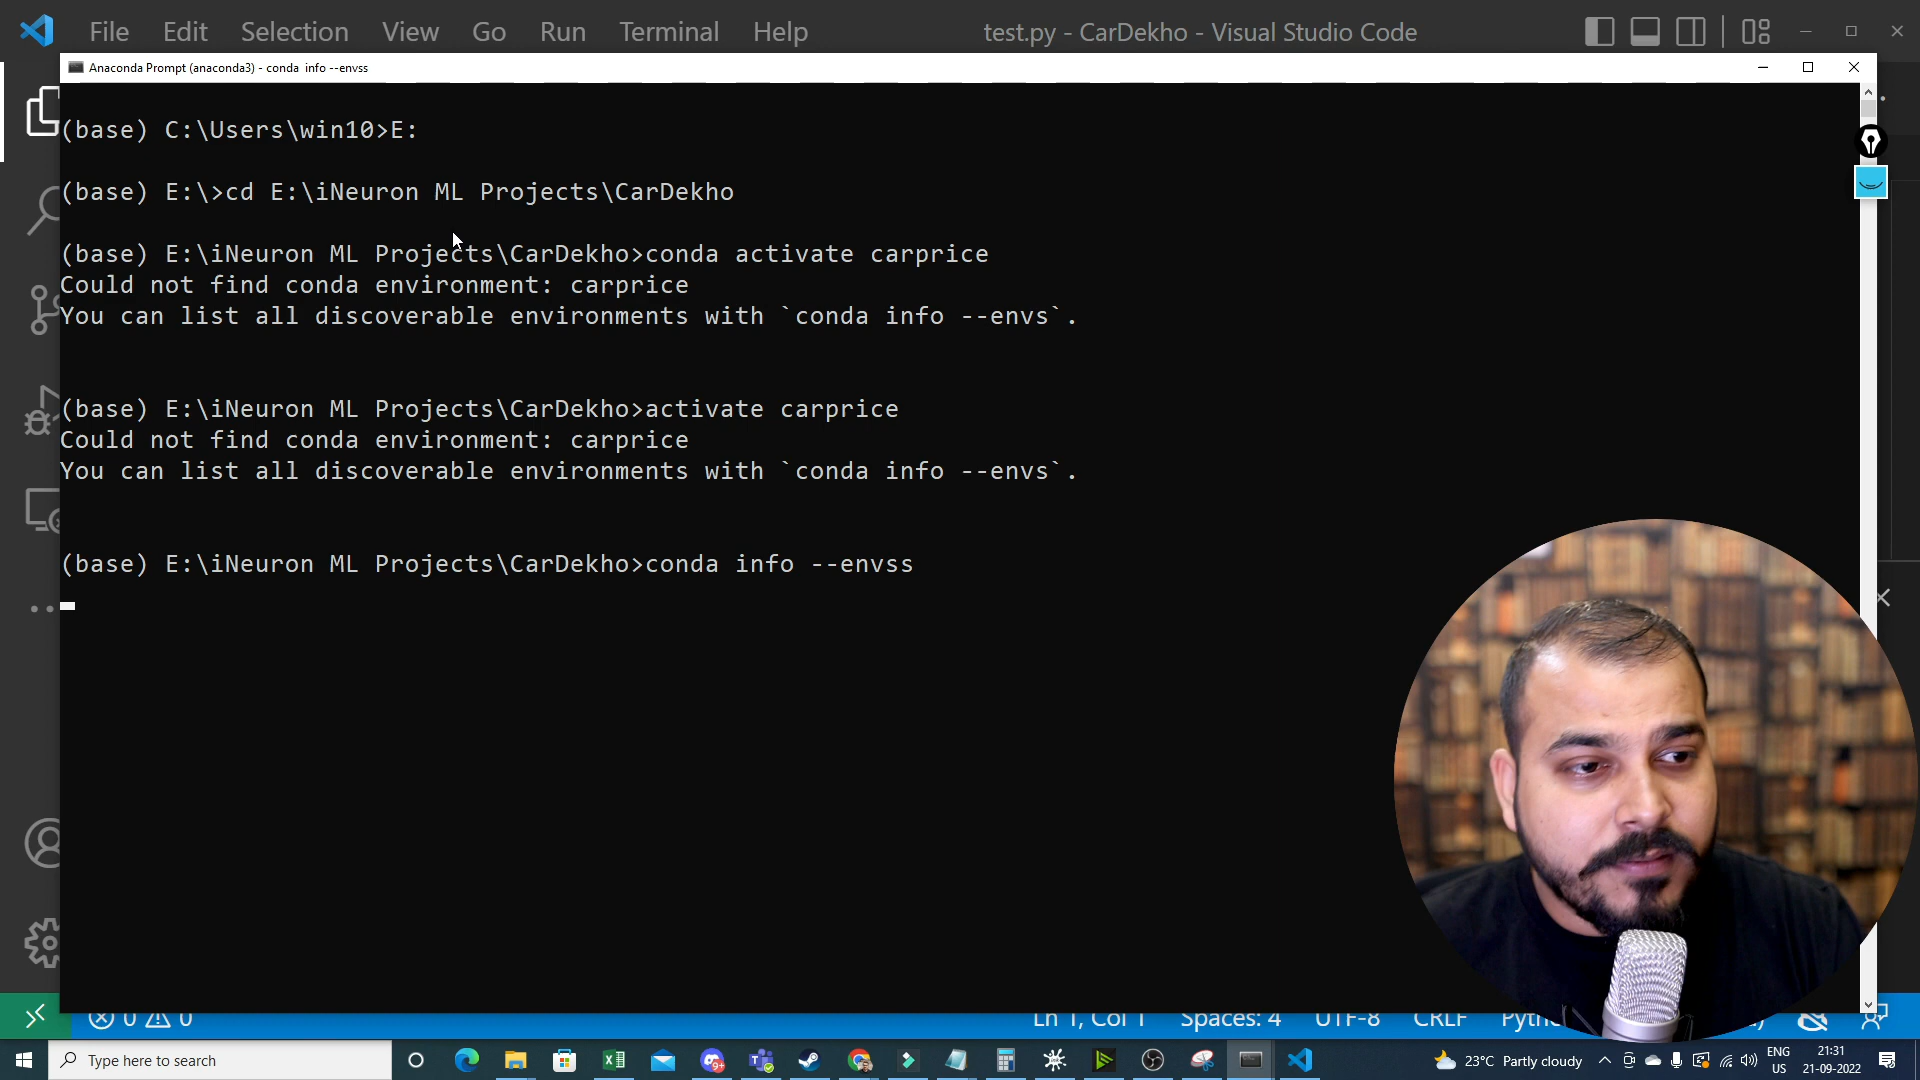 File Edit Selection View Go Run Terminal Help test.py - CarDekho - Visual Studio Code
Anaconda Prompt (anaconda3) - conda  info --envss
(base) C:\Users\win10>E:
(base) E:\>cd E:\iNeuron ML Projects\CarDekho
(base) E:\iNeuron ML Projects\CarDekho>conda activate carprice
Could not find conda environment: carprice
You can list all discoverable environments with `conda info --envs`.
(base) E:\iNeuron ML Projects\CarDekho>activate carprice
Could not find conda environment: carprice
You can list all discoverable environments with `conda info --envs`.
(base) E:\iNeuron ML Projects\CarDekho>conda info --envss
0 0 Ln 1, Col 1 Spaces: 4 UTF-8 CRLF
Type here to search 9+ 23°C Partly cloudy ENG 21:31
US 21-09-2022